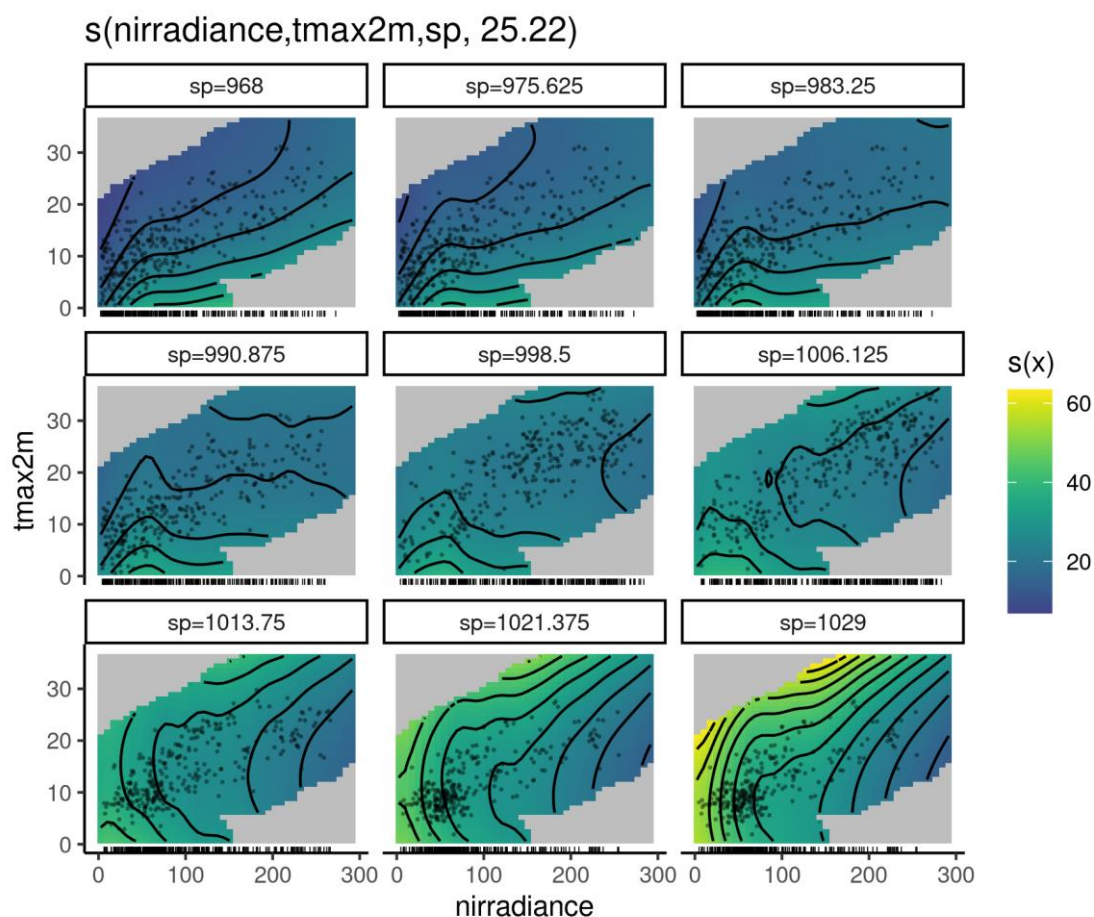 s(nirradiance,tmax2m,sp, 25.22)
sp=968
sp=975.625
sp=983.25
30
20
10
0
sp=990.875
sp=998.5
sp=1006.125
30
20
10
0
tmax2m
s(x)
60
40
20
sp=1013.75
sp=1021.375
sp=1029
30
20
10
0
0 100 200 300 0 100 200 300 0 100 200 300
nirradiance